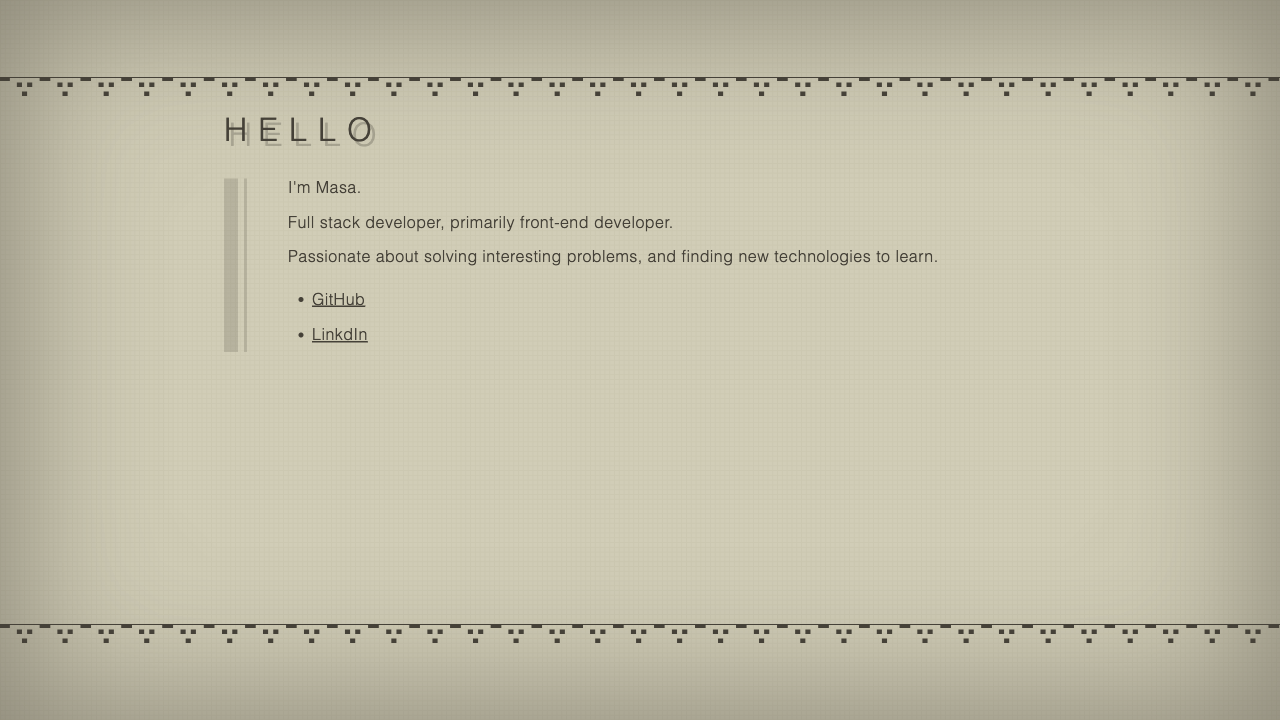 HELLO
I'm Masa.
Full stack developer, primarily front-end developer.
Passionate about solving interesting problems, and finding new technologies to learn.
• GitHub
• LinkdIn